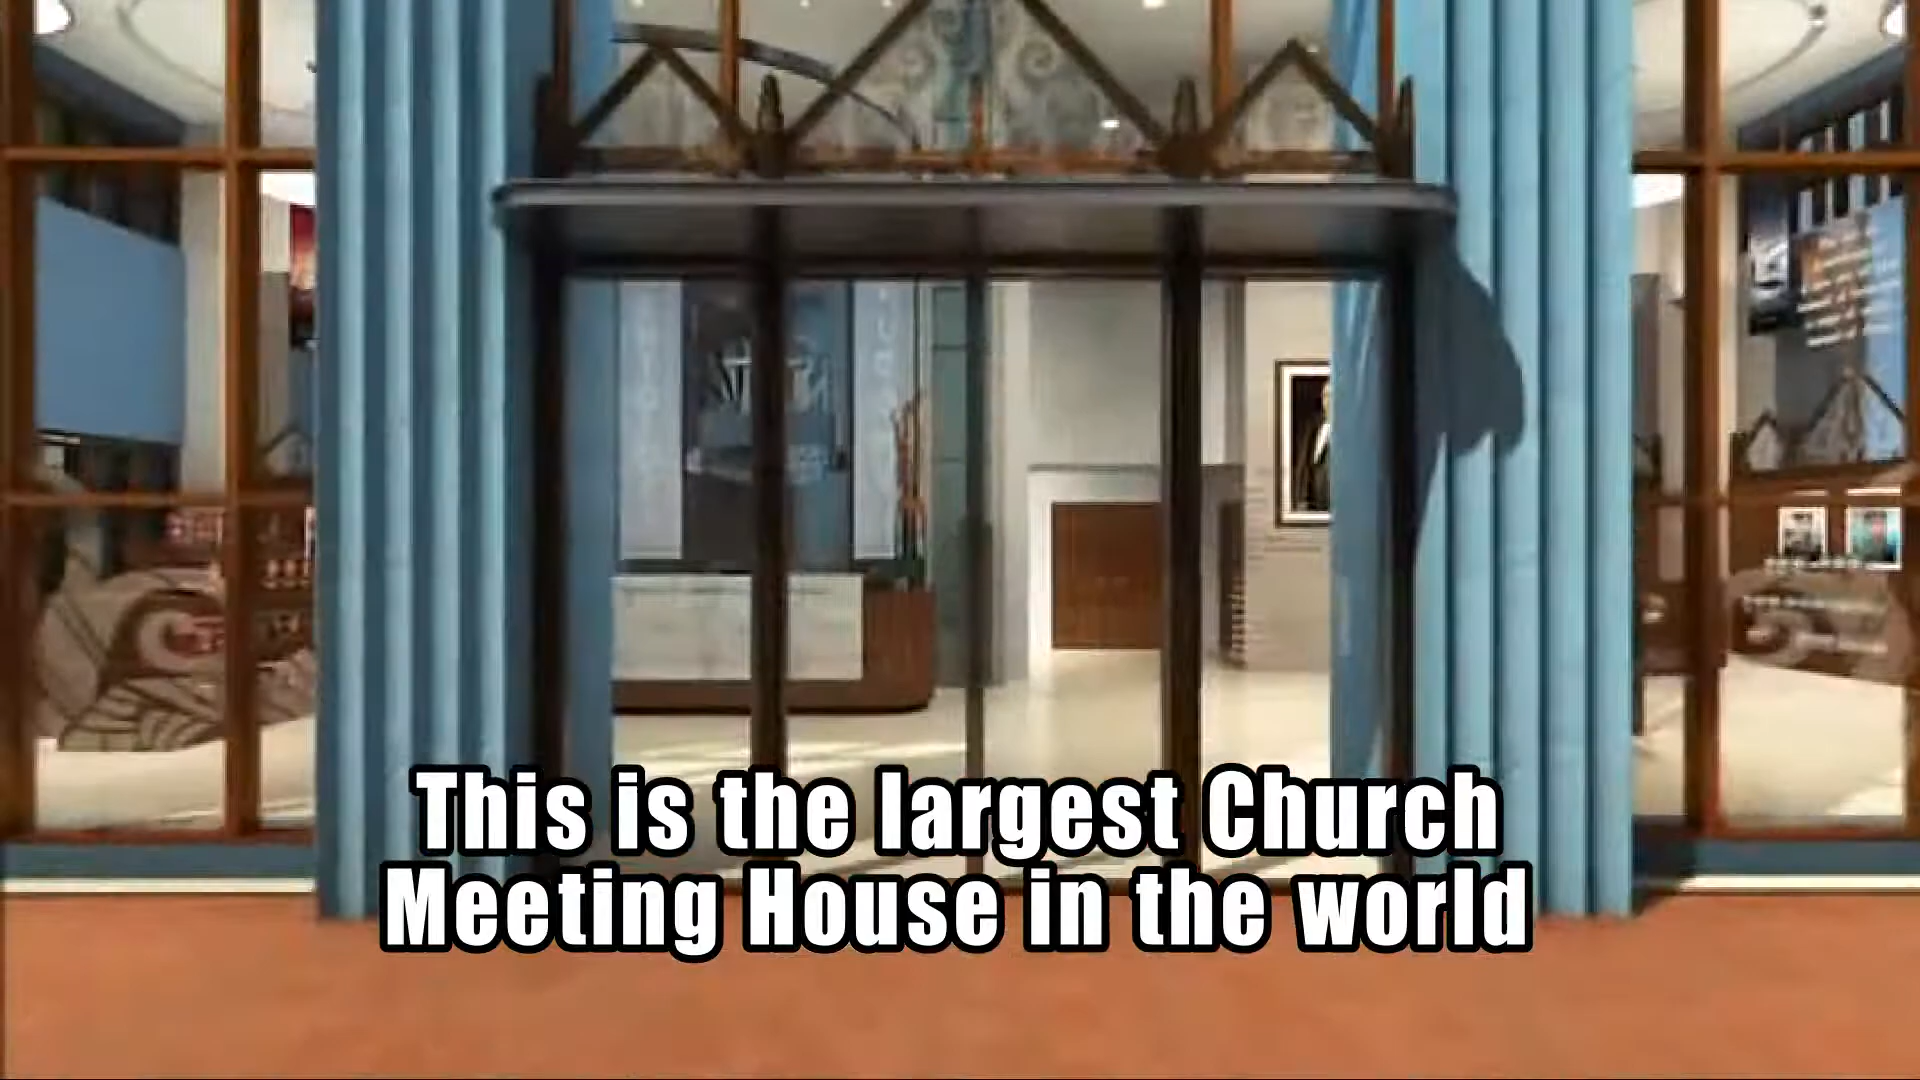 This is the largest Church
Meeting House in the world